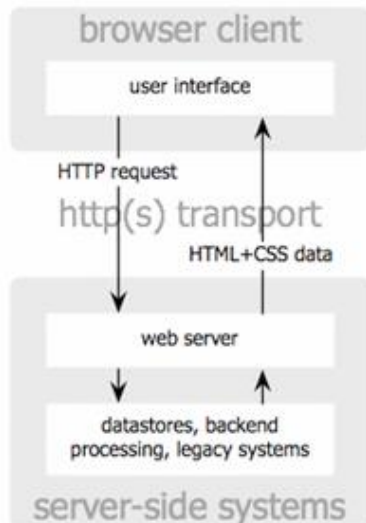 browser client
user interface
HTTP request
http(s) transport
HTML+CSS data
web server
datastores, backend
processing, legacy systems
server-side systems